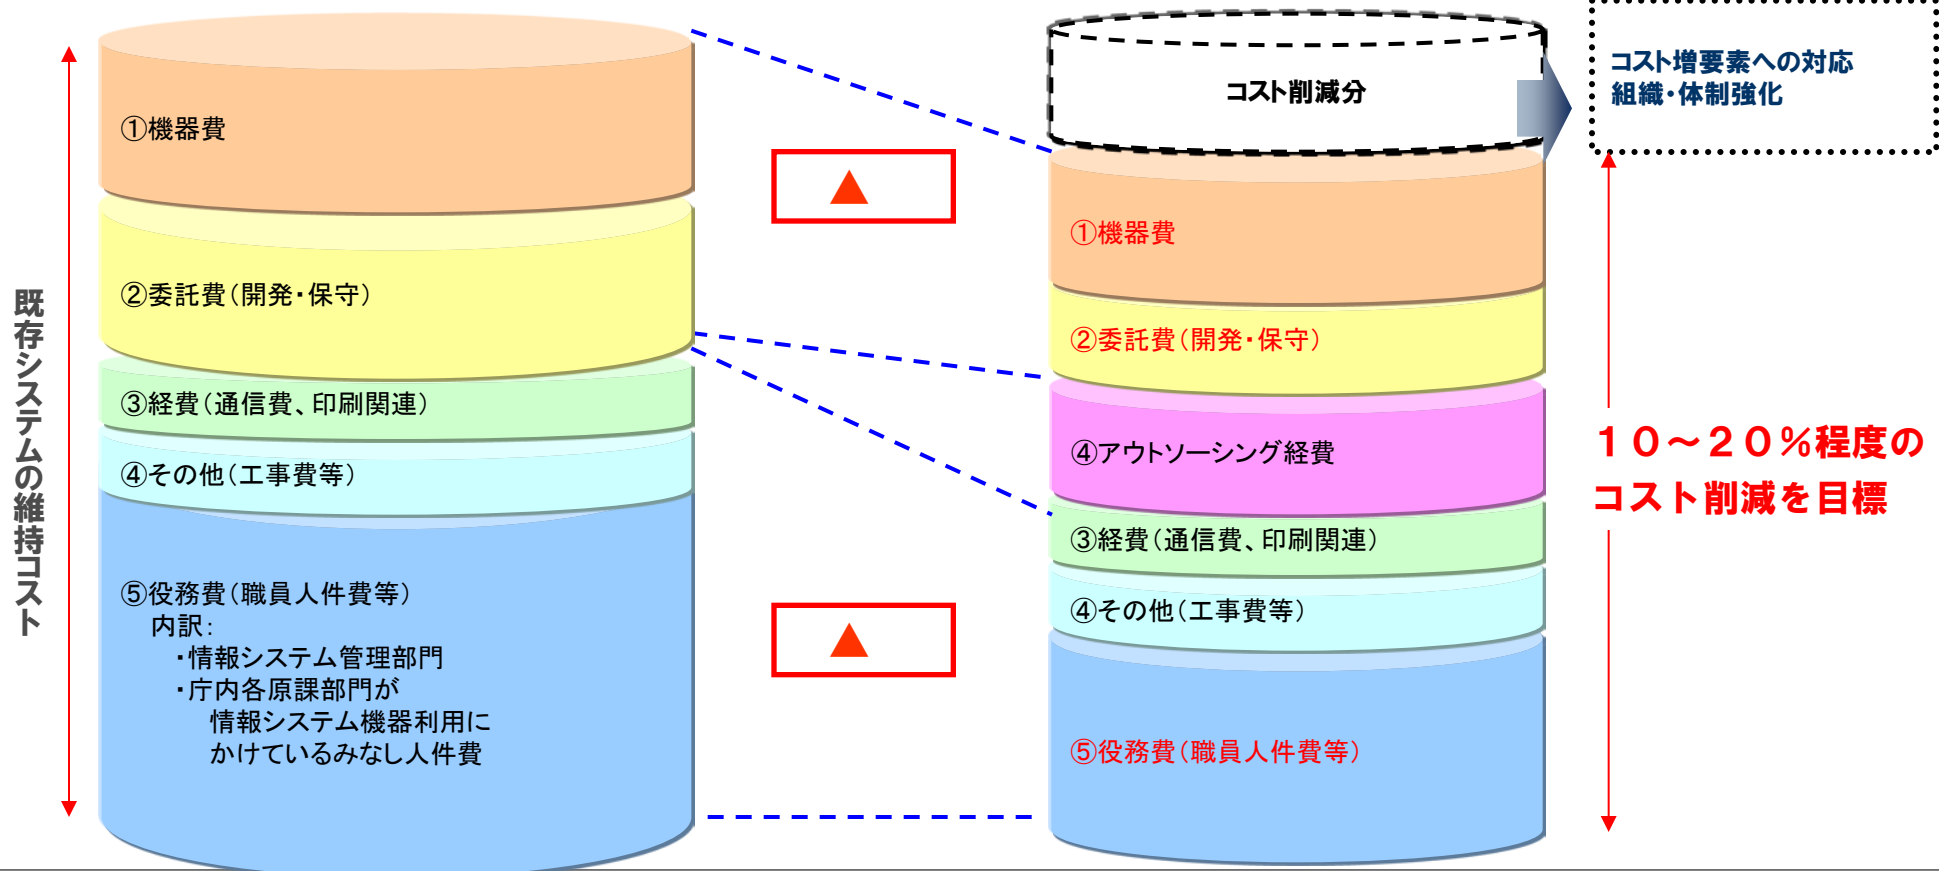 既存システムの維持コスト
①機器費
②委託費（開発・保守）
③経費（通信費、印刷関連）
④その他（工事費等）
⑤役務費（職員人件費等）
内訳：
・情報システム管理部門
・庁内各原課部門が
情報システム機器利用に
かけているみなし人件費
▲
▲
コスト削減分
①機器費
②委託費（開発・保守）
④アウトソーシング経費
③経費（通信費、印刷関連）
④その他（工事費等）
⑤役務費（職員人件費等）
コスト増要素への対応
組織・体制強化
１０～２０％程度の
コスト削減を目標